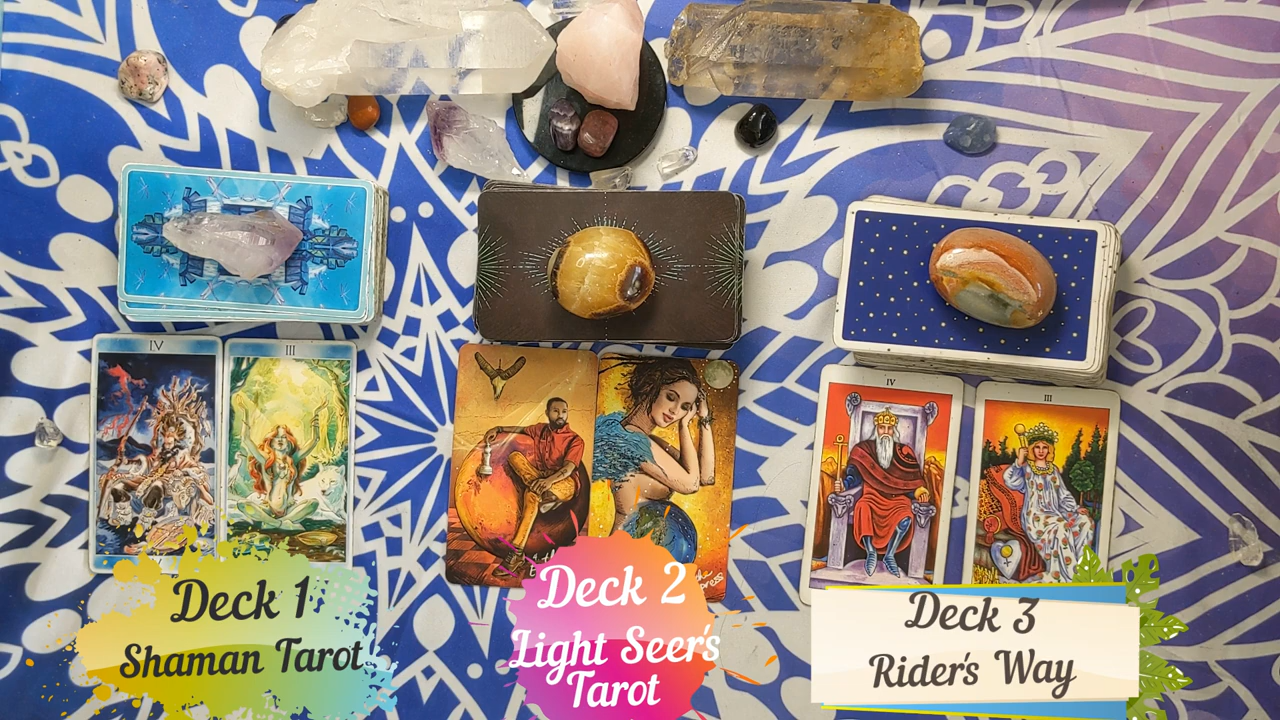 IV
III
IV
III
Deck 1
Shaman Tarot
Deck 2
Light Seer's
Tarot
Deck 3
Rider's Way